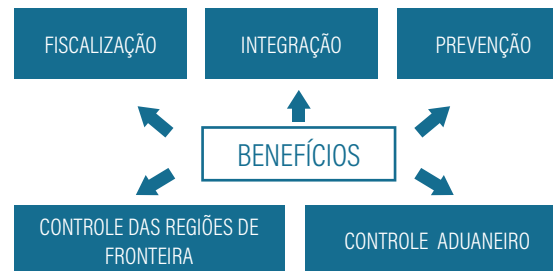 FISCALIZAÇÃO
INTEGRAÇÃO
PREVENÇÃO
BENEFÍCIOS
CONTROLE DAS REGIÕES DE
FRONTEIRA
CONTROLE ADUANEIRO